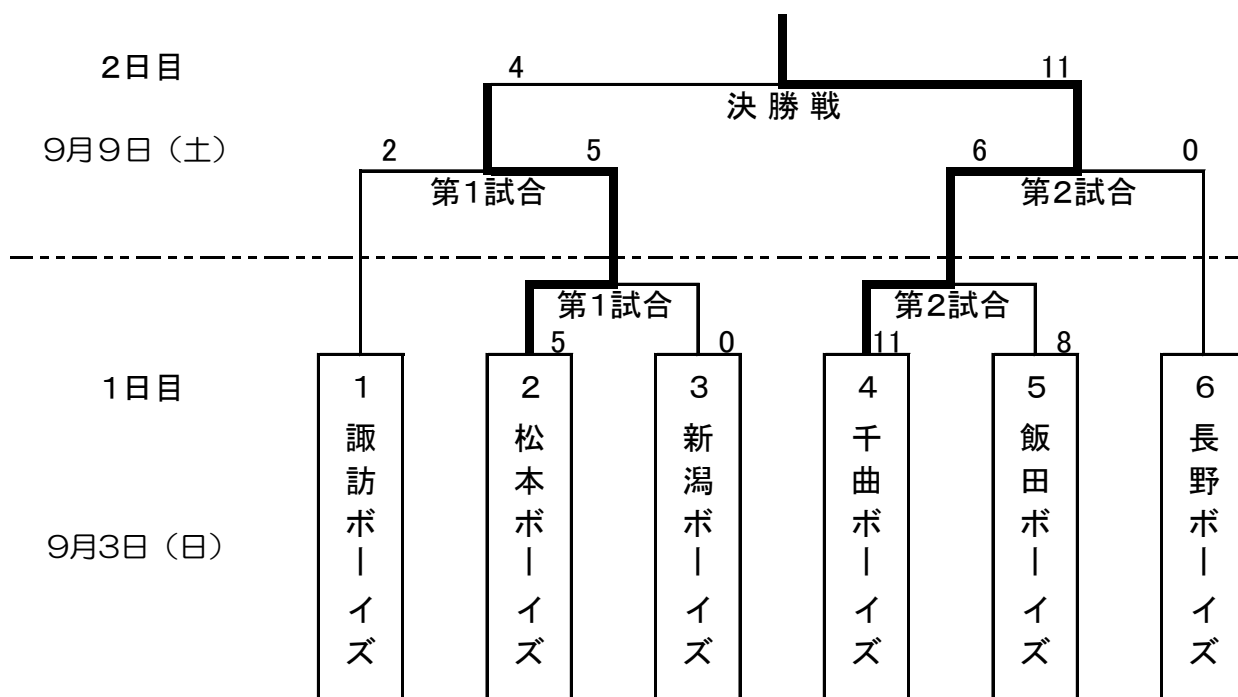 2日目
4
11
決勝戦
9月9日（土）
2
5
6
0
第1試合
第2試合
第1試合
第2試合
5
0
11
8
1日目
1
諏訪ボーイズ
2
松本ボーイズ
3
新潟ボーイズ
4
千曲ボーイズ
5
飯田ボーイズ
6
長野ボーイズ
9月3日（日）